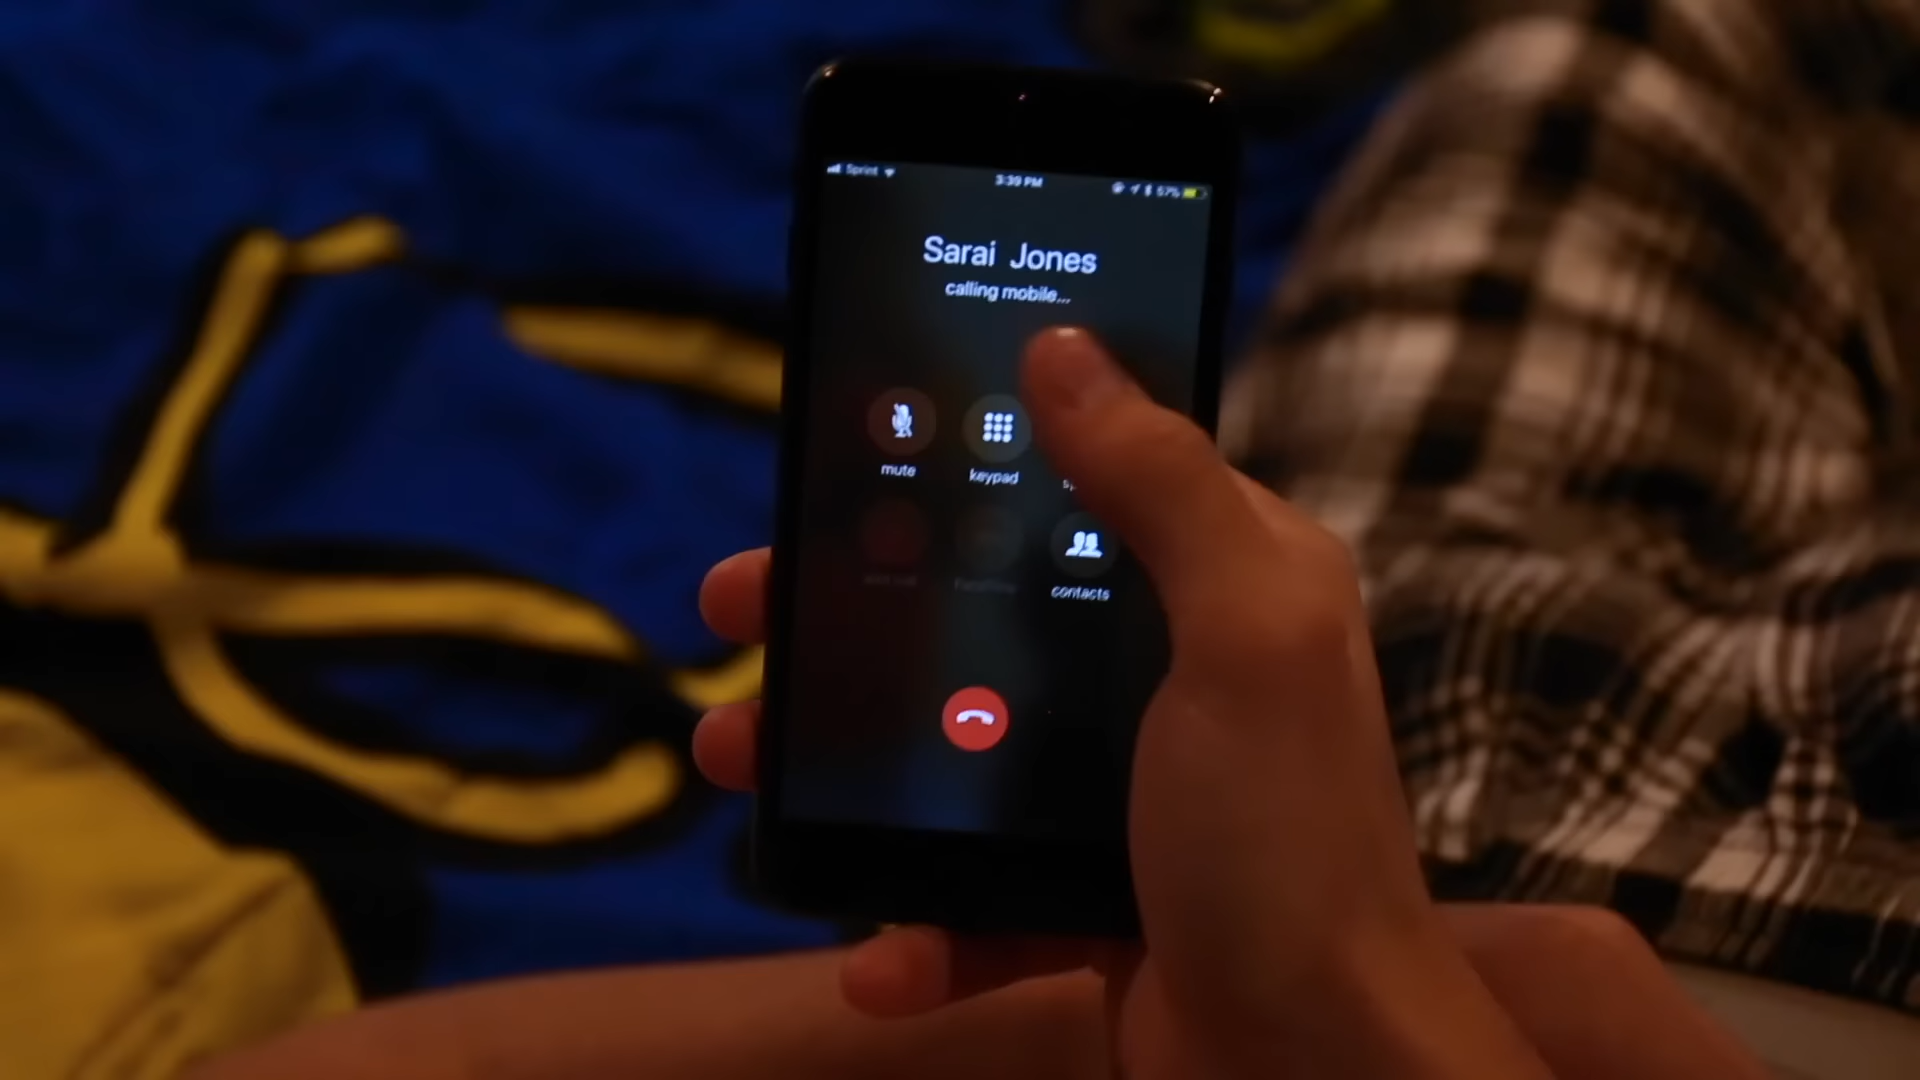 Sprint
3:39 PM
57%
Sarai Jones
calling mobile...
mute
keypad
contacts